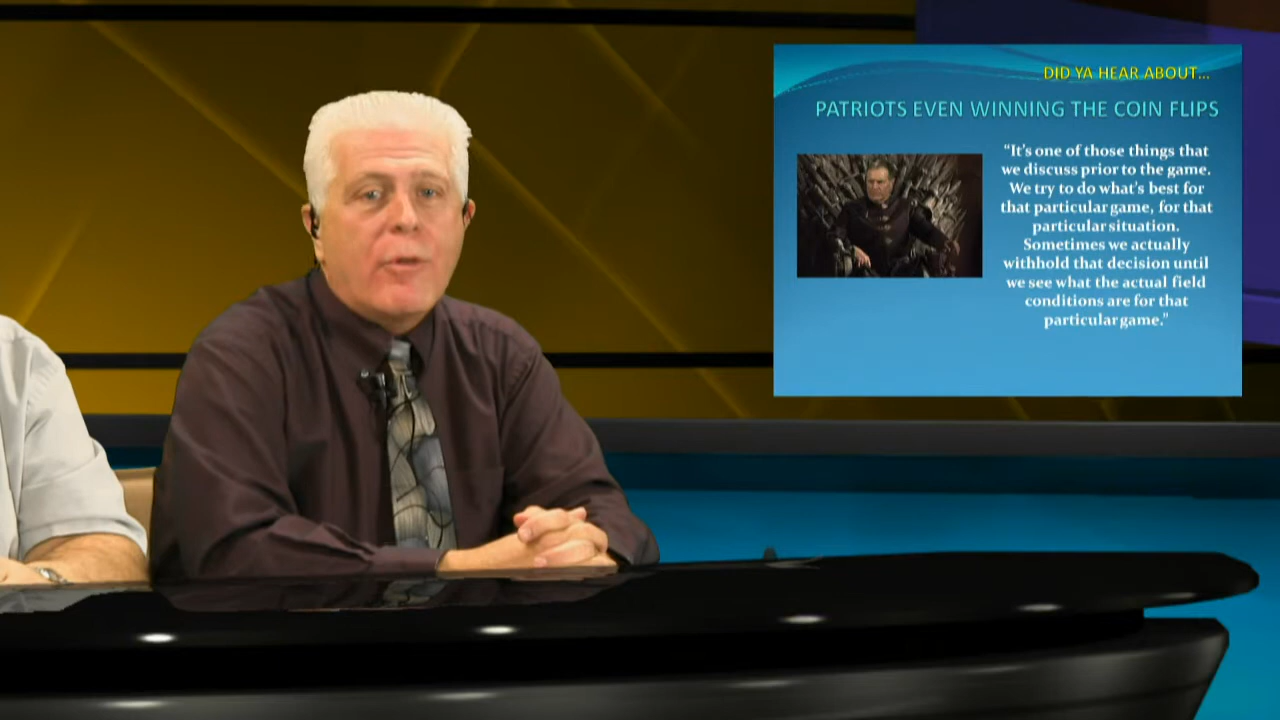 DID YA HEAR ABOUT...
PATRIOTS EVEN WINNING THE COIN FLIPS
“It’s one of those things that
we discuss prior to the game.
We try to do what’s best for
that particular game, for that
particular situation.
Sometimes we actually
withhold that decision until
we see what the actual field
conditions are for that
particular game.”